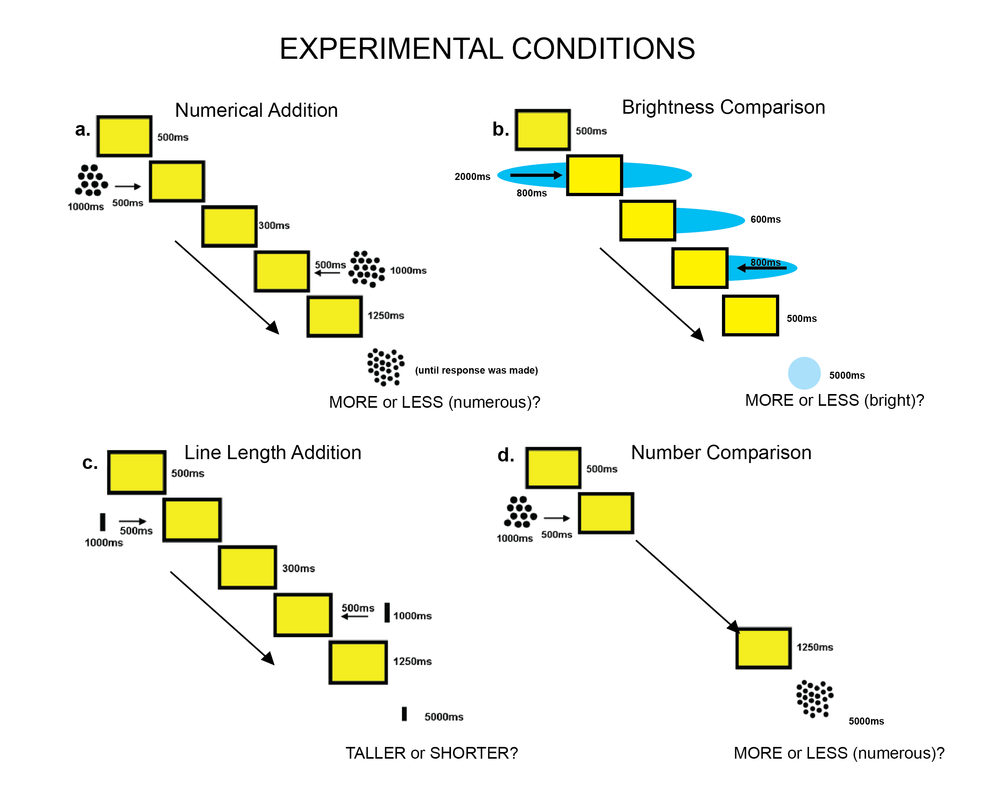 EXPERIMENTAL CONDITIONS
Numerical Addition
a.
500ms
1000ms
500ms
300ms
500ms
1000ms
1250ms
(until response was made)
MORE or LESS (numerous)?
Brightness Comparison
b.
500ms
2000ms
800ms
600ms
800ms
500ms
5000ms
MORE or LESS (bright)?
Line Length Addition
c.
500ms
500ms
1000ms
300ms
500ms
1000ms
1250ms
5000ms
TALLER or SHORTER?
Number Comparison
d.
500ms
1000ms
500ms
1250ms
5000ms
MORE or LESS (numerous)?